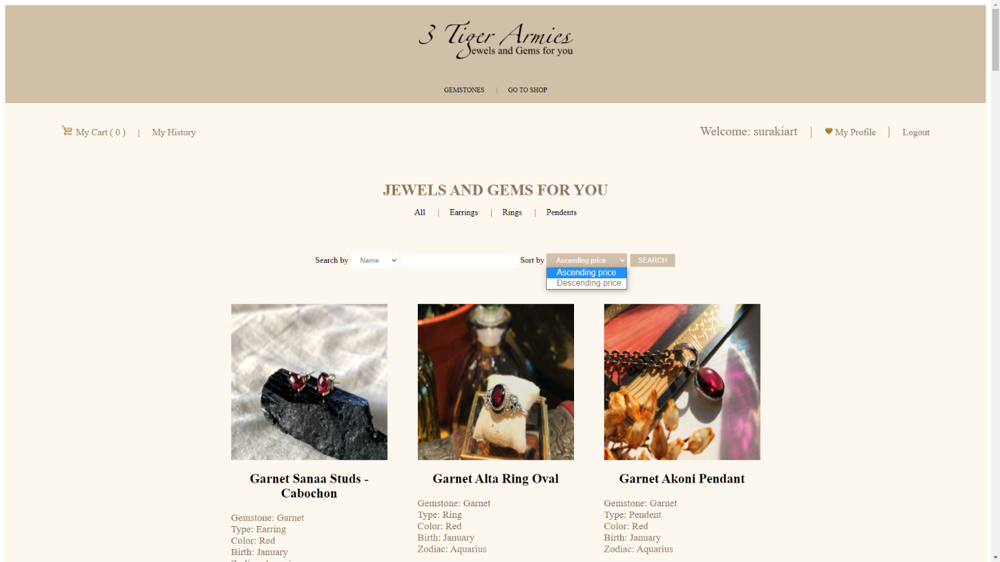 3 Tiger Armies
Jewels and Gems for you
GEMSTONES | GO TO SHOP
My Cart ( 0 ) | My History
Welcome: surakiart | My Profile | Logout
JEWELS AND GEMS FOR YOU
All | Earrings | Rings | Pendents
Search by Name Sort by Ascending price SEARCH
Ascending price
Descending price
Garnet Sanaa Studs -
Cabochon
Gemstone: Garnet
Type: Earring
Color: Red
Birth: January
Garnet Alta Ring Oval
Gemstone: Garnet
Type: Ring
Color: Red
Birth: January
Zodiac: Aquarius
Garnet Akoni Pendant
Gemstone: Garnet
Type: Pendent
Color: Red
Birth: January
Zodiac: Aquarius